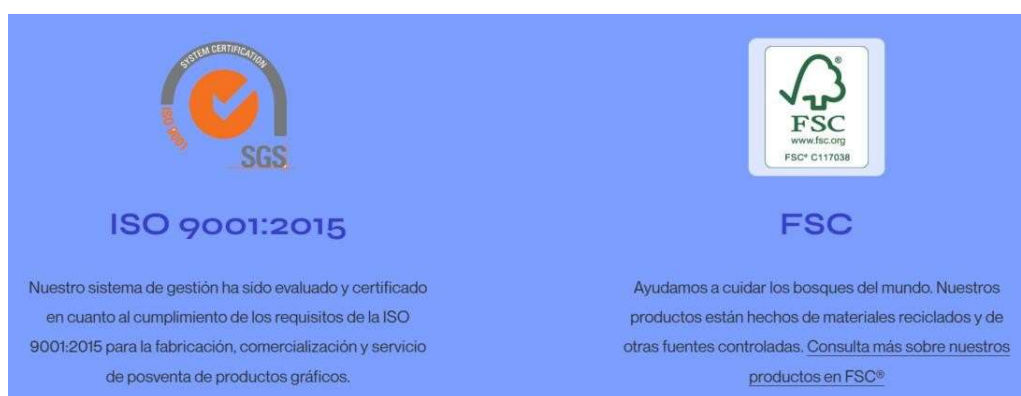 SYSTEM CERTIFICATION
ISO 9001
SGS
ISO 9001:2015
Nuestro sistema de gestión ha sido evaluado y certificado
en cuanto al cumplimiento de los requisitos de la ISO
9001:2015 para la fabricación, comercialización y servicio
de posventa de productos gráficos.
®
FSC
www.fsc.org
FSC® C117038
FSC
Ayudamos a cuidar los bosques del mundo. Nuestros
productos están hechos de materiales reciclados y de
otras fuentes controladas. Consulta más sobre nuestros
productos en FSC®